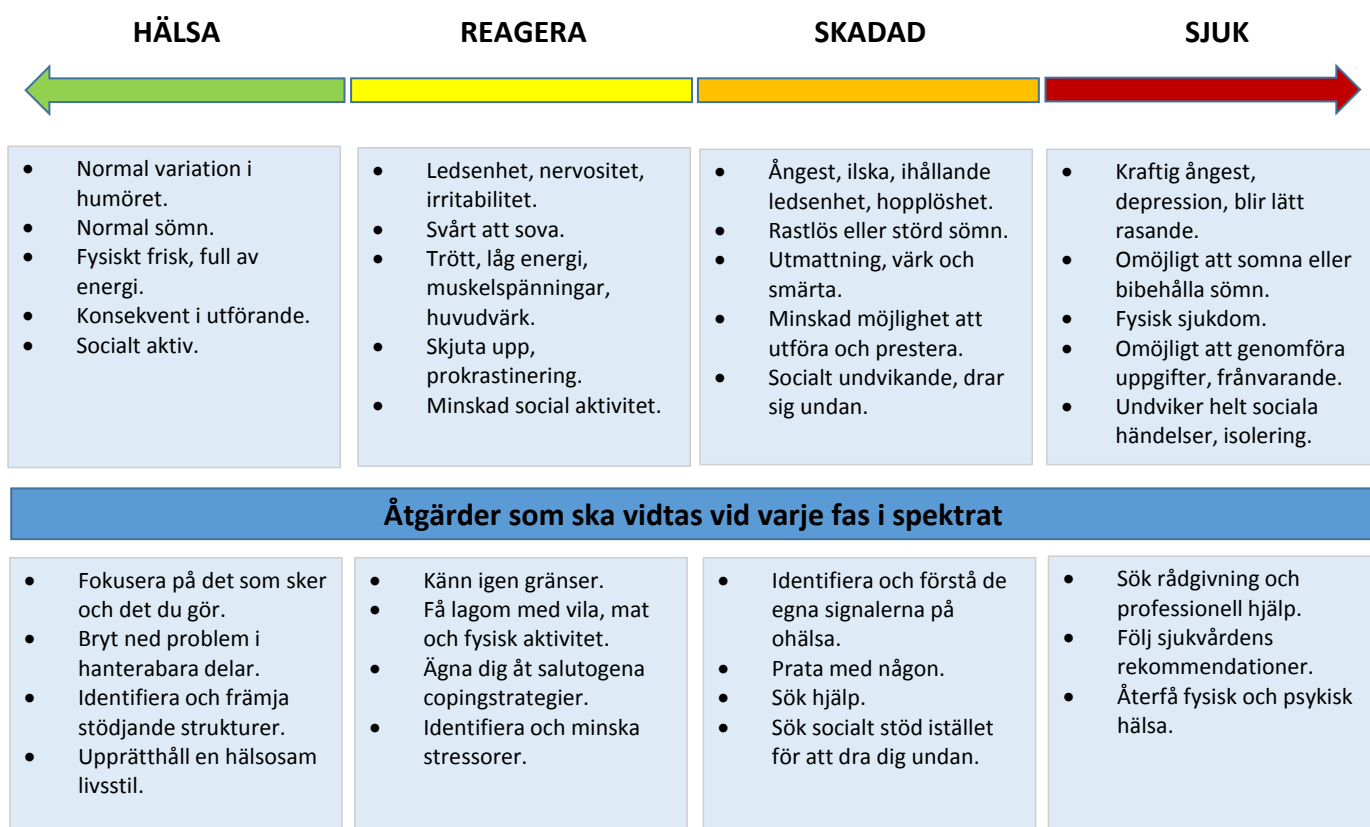 HÄLSA
REAGERA
SKADAD
SJUK
• Normal variation i
humöret.
• Normal sömn.
• Fysiskt frisk, full av
energi.
• Konsekvent i utförande.
• Socialt aktiv.
• Ledsenhet, nervositet,
irritabilitet.
• Svårt att sova.
• Trött, låg energi,
muskelspänningar,
huvudvärk.
• Skjuta upp,
prokrastinering.
• Minskad social aktivitet.
• Ångest, ilska, ihållande
ledsenhet, hopplöshet.
• Rastlös eller störd sömn.
• Utmattning, värk och
smärta.
• Minskad möjlighet att
utföra och prestera.
• Socialt undvikande, drar
sig undan.
• Kraftig ångest,
depression, blir lätt
rasande.
• Omöjligt att somna eller
bibehålla sömn.
• Fysisk sjukdom.
• Omöjligt att genomföra
uppgifter, frånvarande.
• Undviker helt sociala
händelser, isolering.
Åtgärder som ska vidtas vid varje fas i spektrat
• Fokusera på det som sker
och det du gör.
• Bryt ned problem i
hanterabara delar.
• Identifiera och främja
stödjande strukturer.
• Upprätthåll en hälsosam
livsstil.
• Känn igen gränser.
• Få lagom med vila, mat
och fysisk aktivitet.
• Ägna dig åt salutogena
copingstrategier.
• Identifiera och minska
stressorer.
• Identifiera och förstå de
egna signalerna på
ohälsa.
• Prata med någon.
• Sök hjälp.
• Sök socialt stöd istället
för att dra dig undan.
• Sök rådgivning och
professionell hjälp.
• Följ sjukvårdens
rekommendationer.
• Återfå fysisk och psykisk
hälsa.